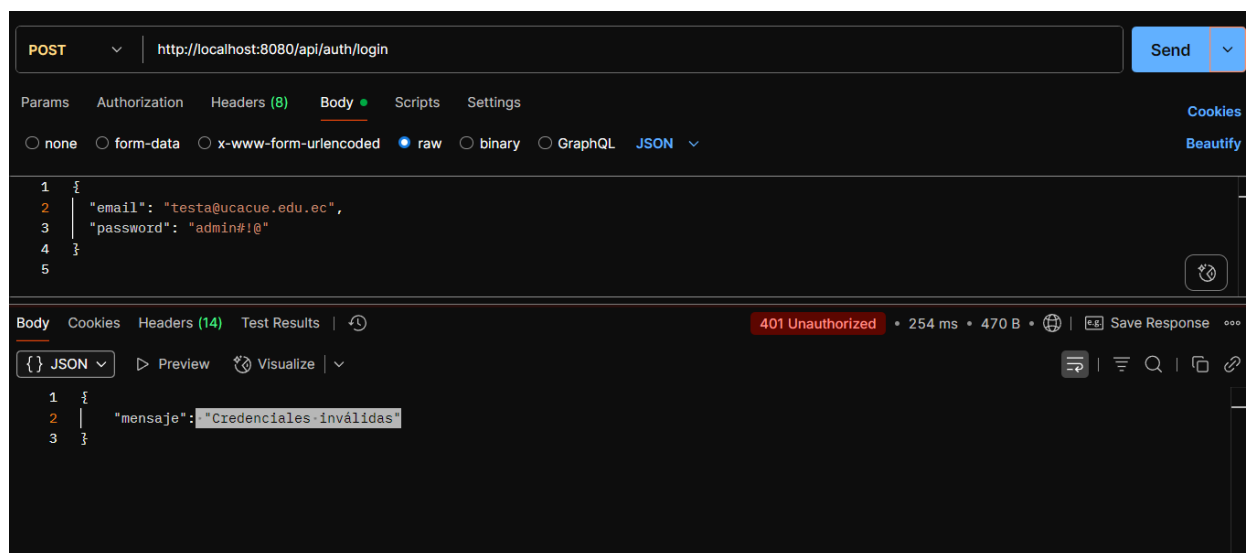 POST http://localhost:8080/api/auth/login Send
Params Authorization Headers (8) Body Scripts Settings Cookies
none form-data x-www-form-urlencoded raw binary GraphQL JSON Beautify
1 {
2 "email": "testa@ucacue.edu.ec",
3 "password": "admin#!@"
4 }
5
Body Cookies Headers (14) Test Results 401 Unauthorized • 254 ms • 470 B • e.g. Save Response
{} JSON Preview Visualize
1 {
2 "mensaje": "Credenciales inválidas"
3 }